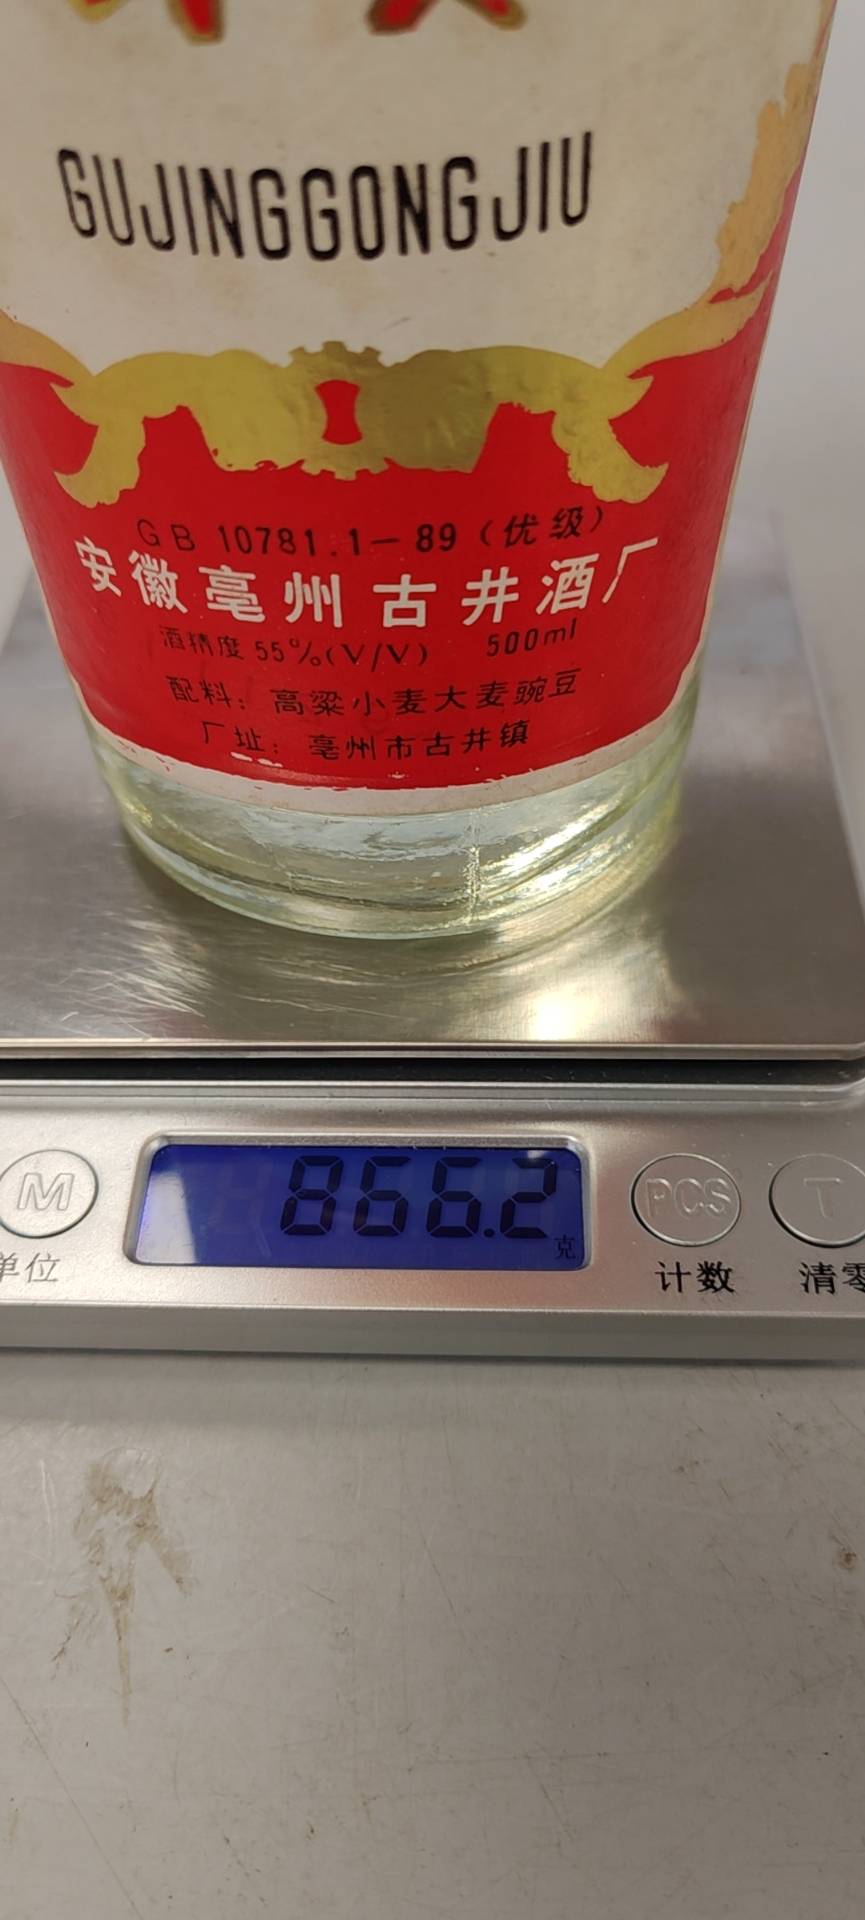 GUJINGGONGJIU
GB 10781.1-89（优级）
安徽亳州古井酒厂
酒精度 55%(V/V) 500ml
配料：高粱小麦大麦豌豆
厂址：亳州市古井镇
866.2
克
M PCS T
单位 计数 清零